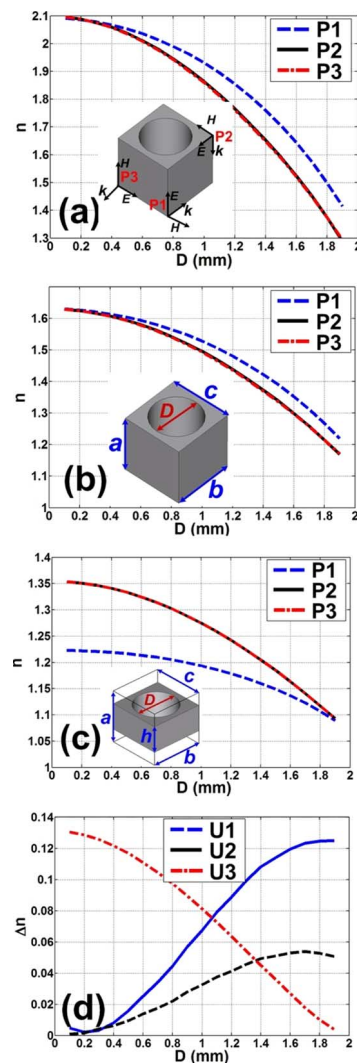 2.1
2
1.9
1.8
1.7
1.6
1.5
1.4
1.3
n
P1
P2
P3
H
P2
E
k
H
P3
k
E
E
P1
k
H
(a)
0 0.2 0.4 0.6 0.8 1 1.2 1.4 1.6 1.8 2
D (mm)
1.6
1.5
1.4
1.3
1.2
1.1
1
n
P1
P2
P3
c
D
a
b
(b)
0 0.2 0.4 0.6 0.8 1 1.2 1.4 1.6 1.8 2
D (mm)
1.4
1.35
1.3
1.25
1.2
1.15
1.1
1.05
1
n
P1
P2
P3
c
D
a
h
b
(c)
0 0.2 0.4 0.6 0.8 1 1.2 1.4 1.6 1.8 2
D (mm)
0.14
0.12
0.10
0.08
0.06
0.04
0.02
0
Δn
U1
U2
U3
(d)
0 0.2 0.4 0.6 0.8 1 1.2 1.4 1.6 1.8 2
D (mm)